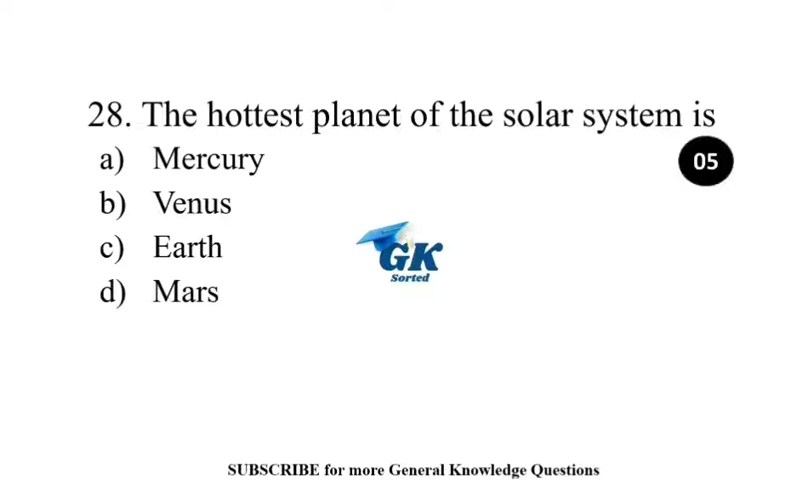 28. The hottest planet of the solar system is
a) Mercury
05
b) Venus
c) Earth
GK
Sorted
d) Mars
SUBSCRIBE for more General Knowledge Questions